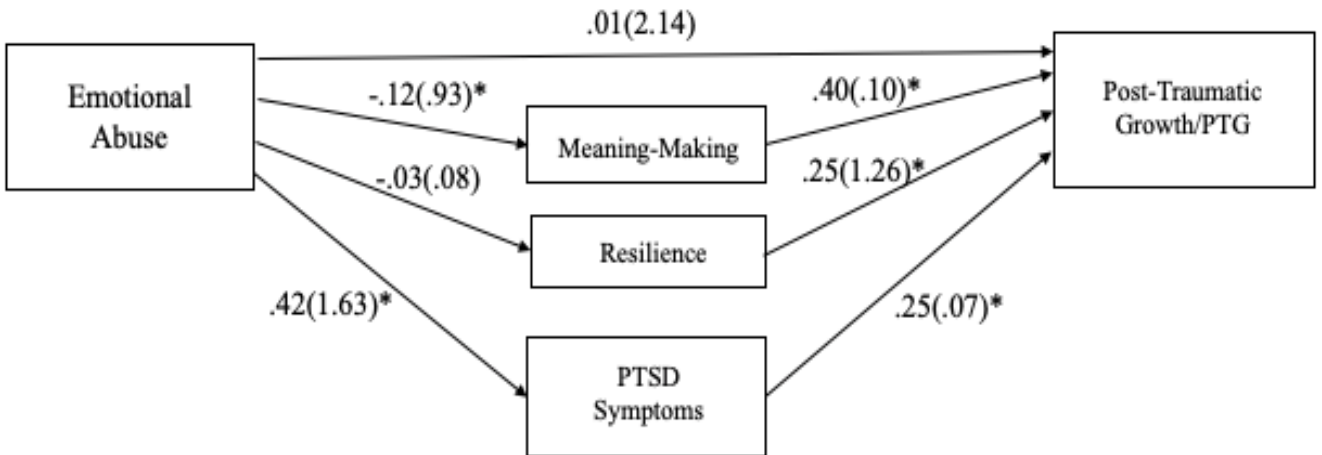 .01(2.14)
Emotional
Abuse
-.12(.93)*
.40(.10)*
Post-Traumatic
Growth/PTG
Meaning-Making
-.03(.08)
.25(1.26)*
Resilience
.42(1.63)*
.25(.07)*
PTSD
Symptoms